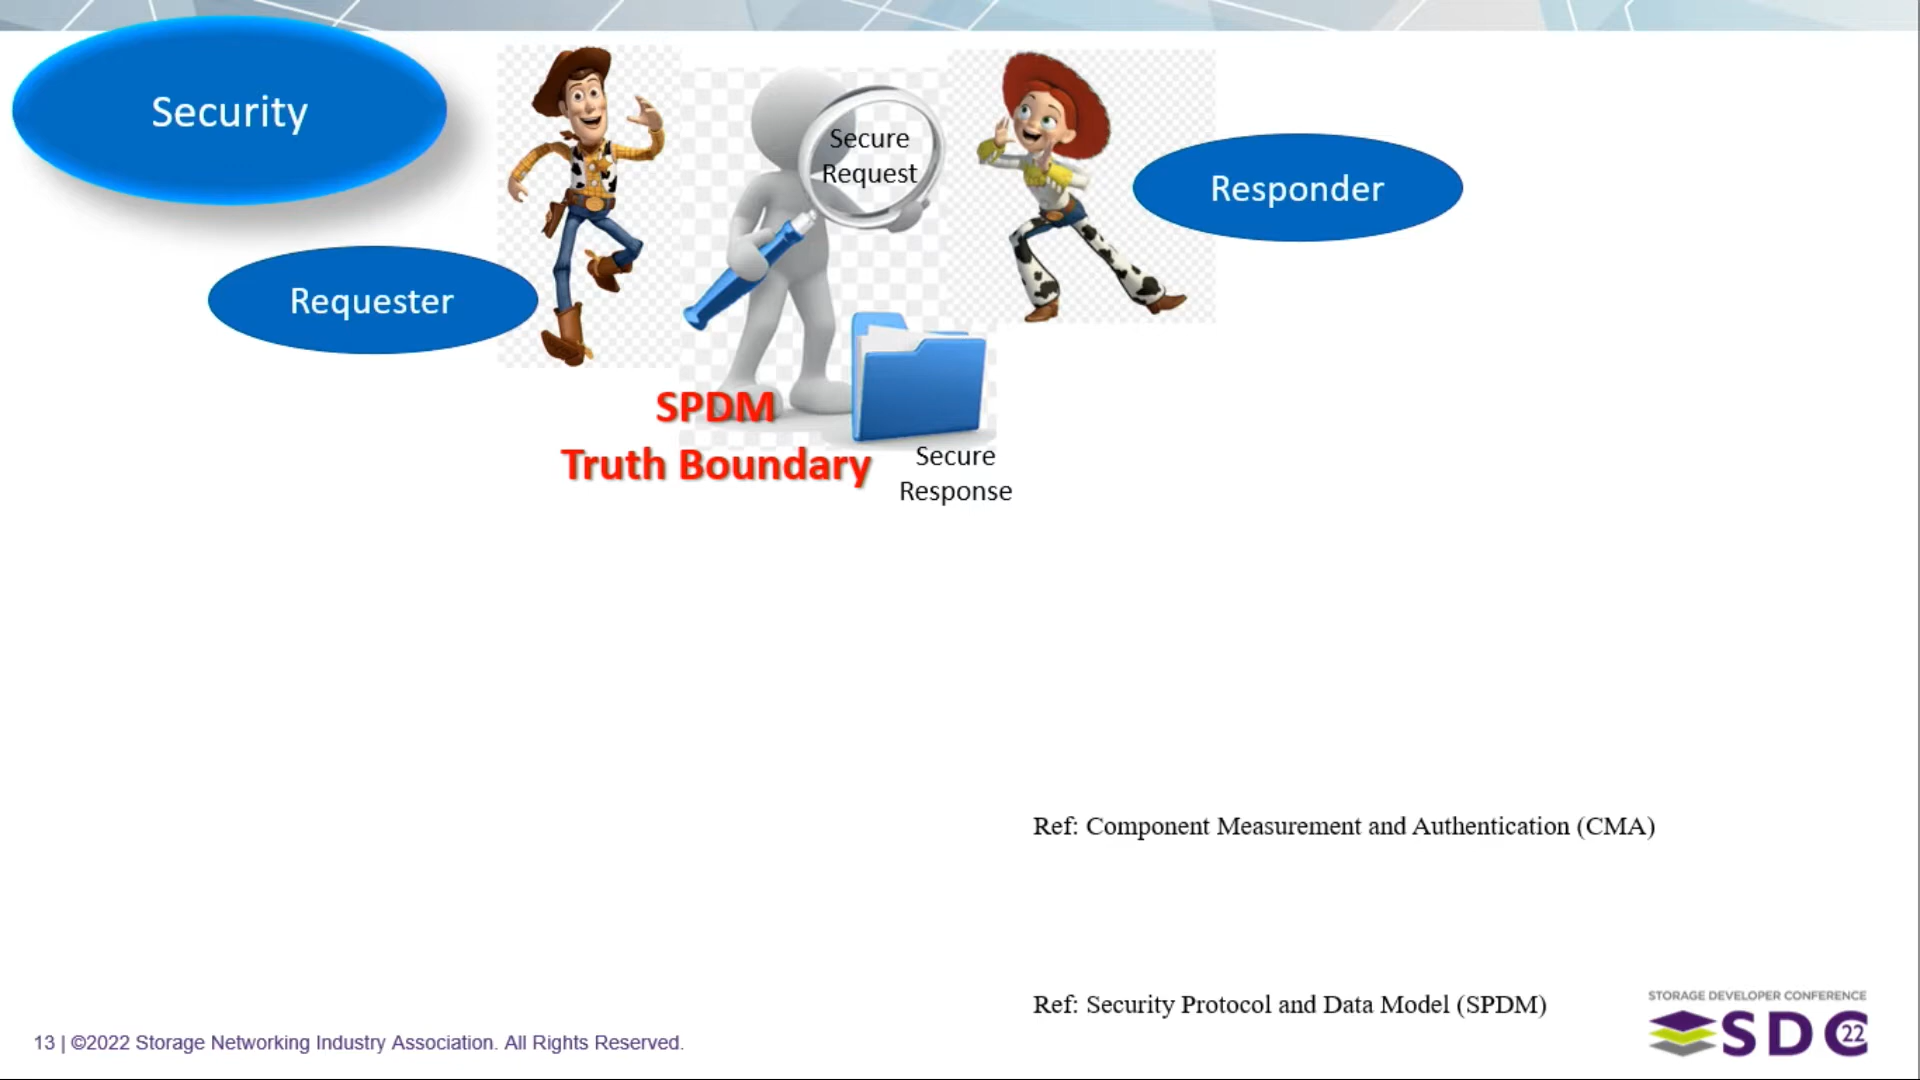 Security
Secure
Request
Responder
Requester
SPDM
Truth Boundary
Secure
Response
Ref: Component Measurement and Authentication (CMA)
Ref: Security Protocol and Data Model (SPDM)
STORAGE DEVELOPER CONFERENCE
SDC 22
13 | ©2022 Storage Networking Industry Association. All Rights Reserved.